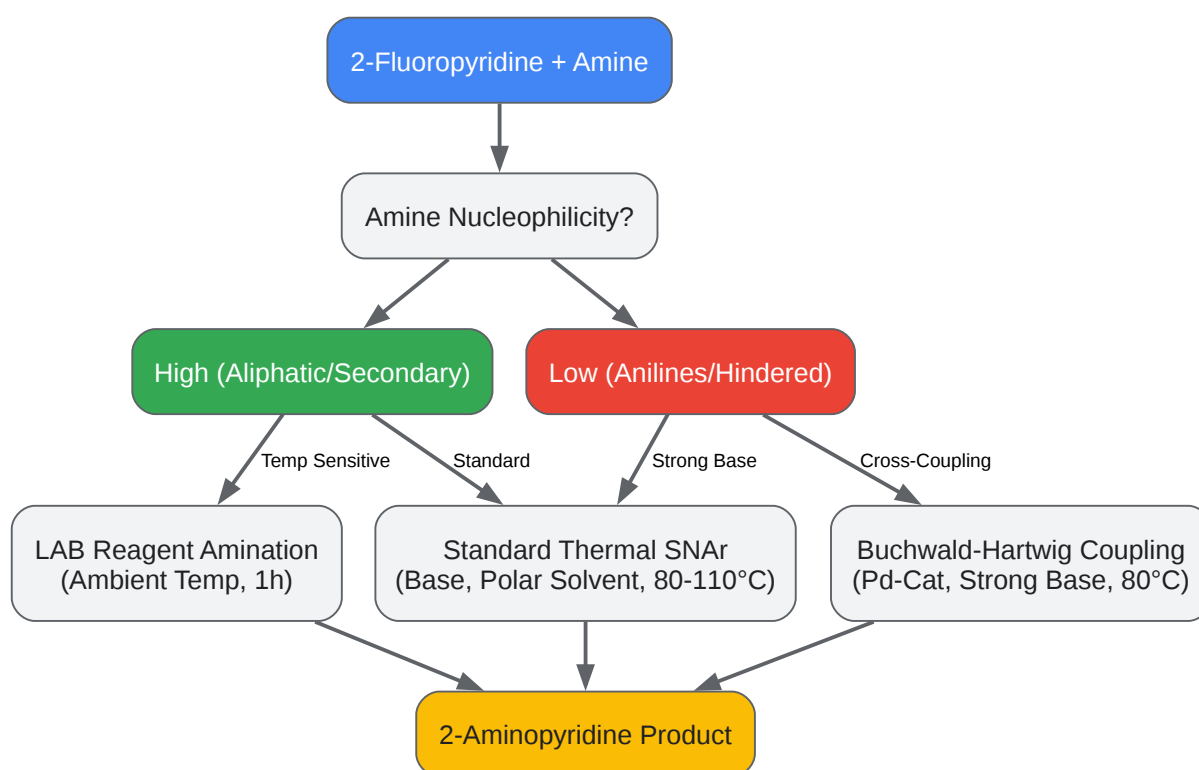 2-Fluoropyridine + Amine
Amine Nucleophilicity?
High (Aliphatic/Secondary)
Low (Anilines/Hindered)
Temp Sensitive
Standard
Strong Base
Cross-Coupling
LAB Reagent Amination
(Ambient Temp, 1h)
Standard Thermal SNAr
(Base, Polar Solvent, 80-110°C)
Buchwald-Hartwig Coupling
(Pd-Cat, Strong Base, 80°C)
2-Aminopyridine Product